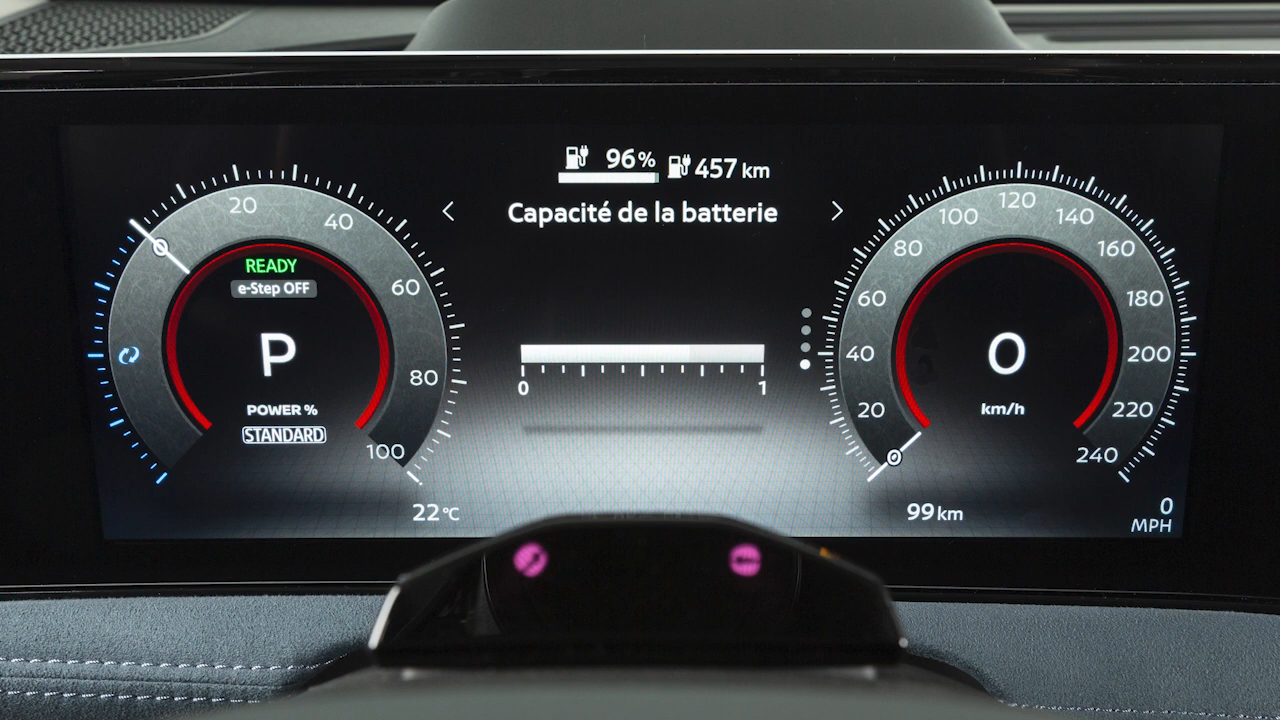 96% 457 km
Capacité de la batterie
0 1
0 20 40 60 80 100
READY
e-Step OFF
P
POWER %
STANDARD
22°C
0 20 40 60 80 100 120 140 160 180 200 220 240
0
km/h
99 km
0
MPH